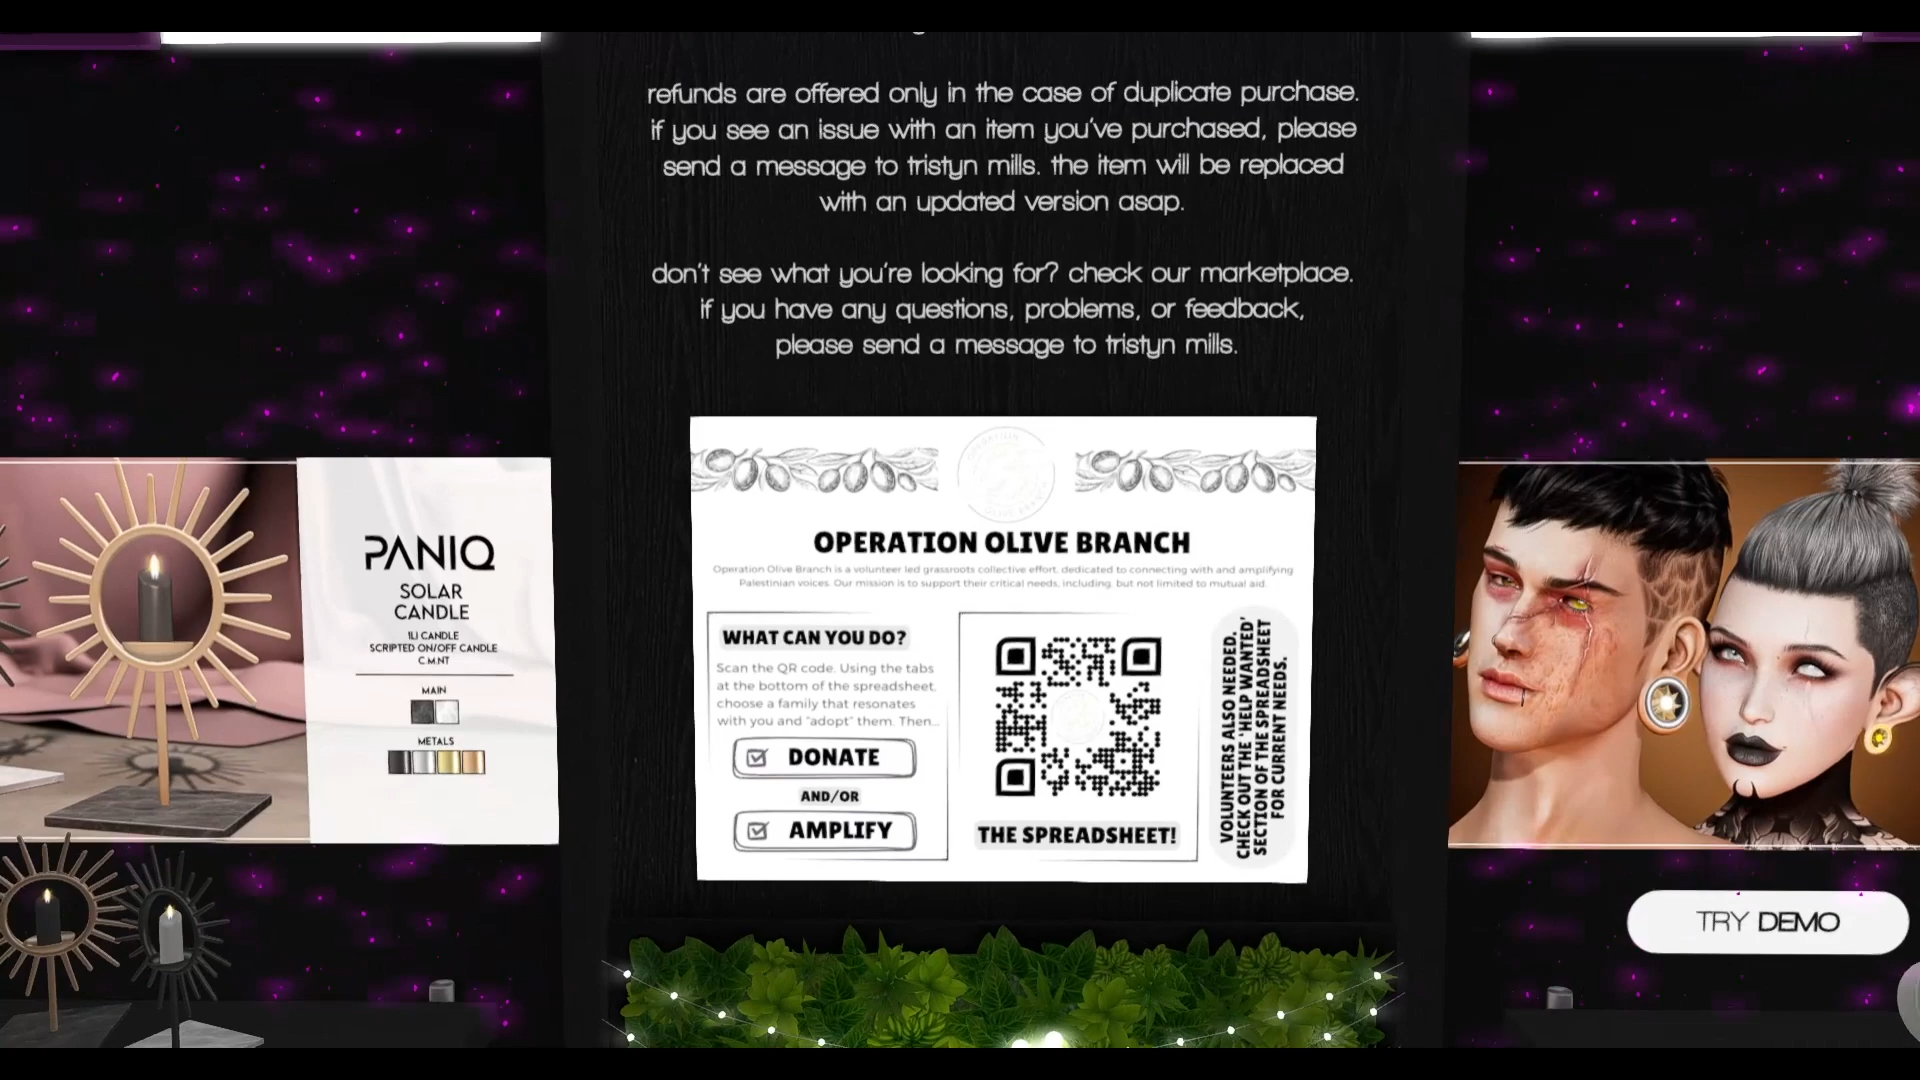 refunds are offered only in the case of duplicate purchase.
if you see an issue with an item you've purchased, please
send a message to tristyn mills. the item will be replaced
with an updated version asap.
don't see what you're looking for? check our marketplace.
if you have any questions, problems, or feedback,
please send a message to tristyn mills.
OPERATION OLIVE BRANCH
Operation Olive Branch is a volunteer led grassroots collective effort, dedicated to connecting with and amplifying
Palestinian voices. Our mission is to support their critical needs, including, but not limited to mutual aid.
WHAT CAN YOU DO?
Scan the QR code. Using the tabs
at the bottom of the spreadsheet,
choose a family that resonates
with you and "adopt" them. Then...
DONATE
AND/OR
AMPLIFY
THE SPREADSHEET!
VOLUNTEERS ALSO NEEDED.
CHECK OUT THE 'HELP WANTED'
SECTION OF THE SPREADSHEET
FOR CURRENT NEEDS.
PANIQ
SOLAR
CANDLE
1LI CANDLE
SCRIPTED ON/OFF CANDLE
C.M.NT
MAIN
METALS
TRY DEMO